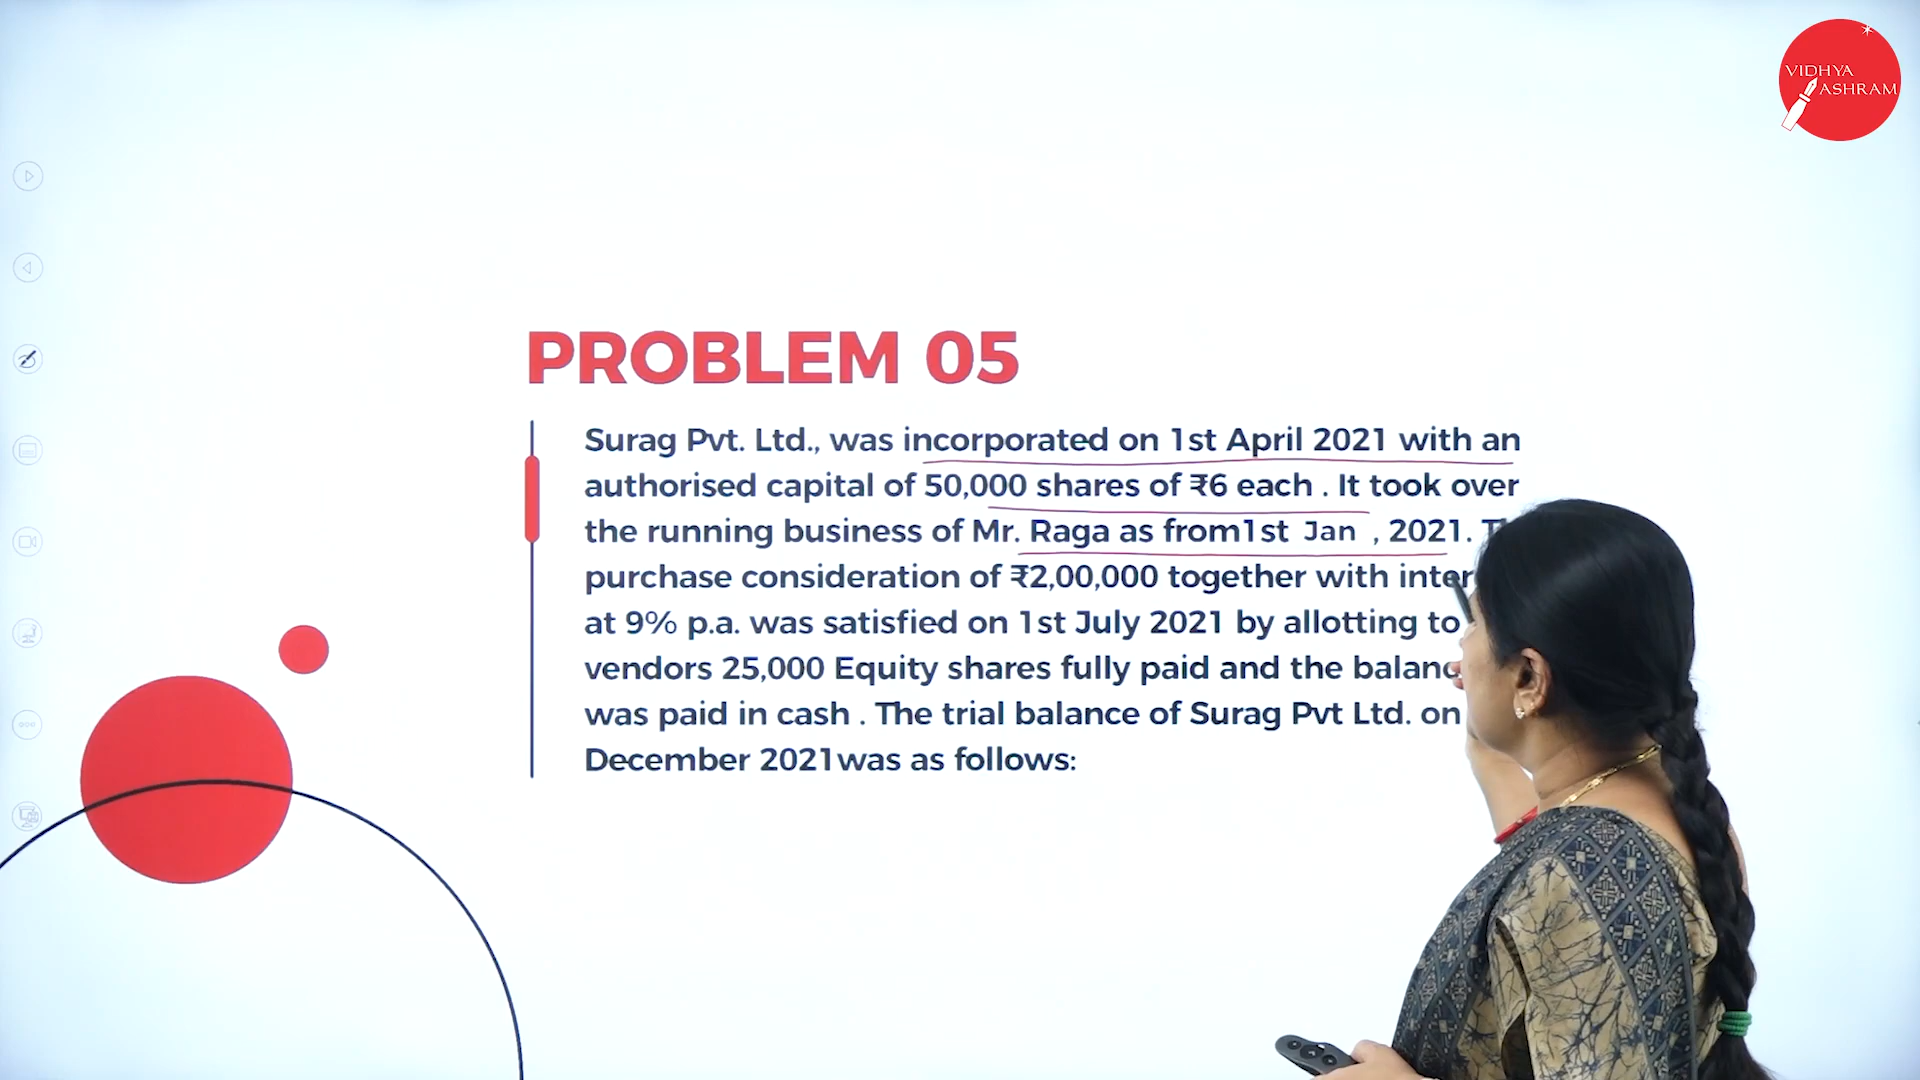 VIDHYA
ASHRAM
PROBLEM 05
Surag Pvt. Ltd., was incorporated on 1st April 2021 with an
authorised capital of 50,000 shares of ₹6 each . It took over
the running business of Mr. Raga as from1st Jan , 2021.
purchase consideration of ₹2,00,000 together with
at 9% p.a. was satisfied on 1st July 2021 by allotting to
vendors 25,000 Equity shares fully paid and the
was paid in cash . The trial balance of Surag Pvt Ltd. on
December 2021was as follows: